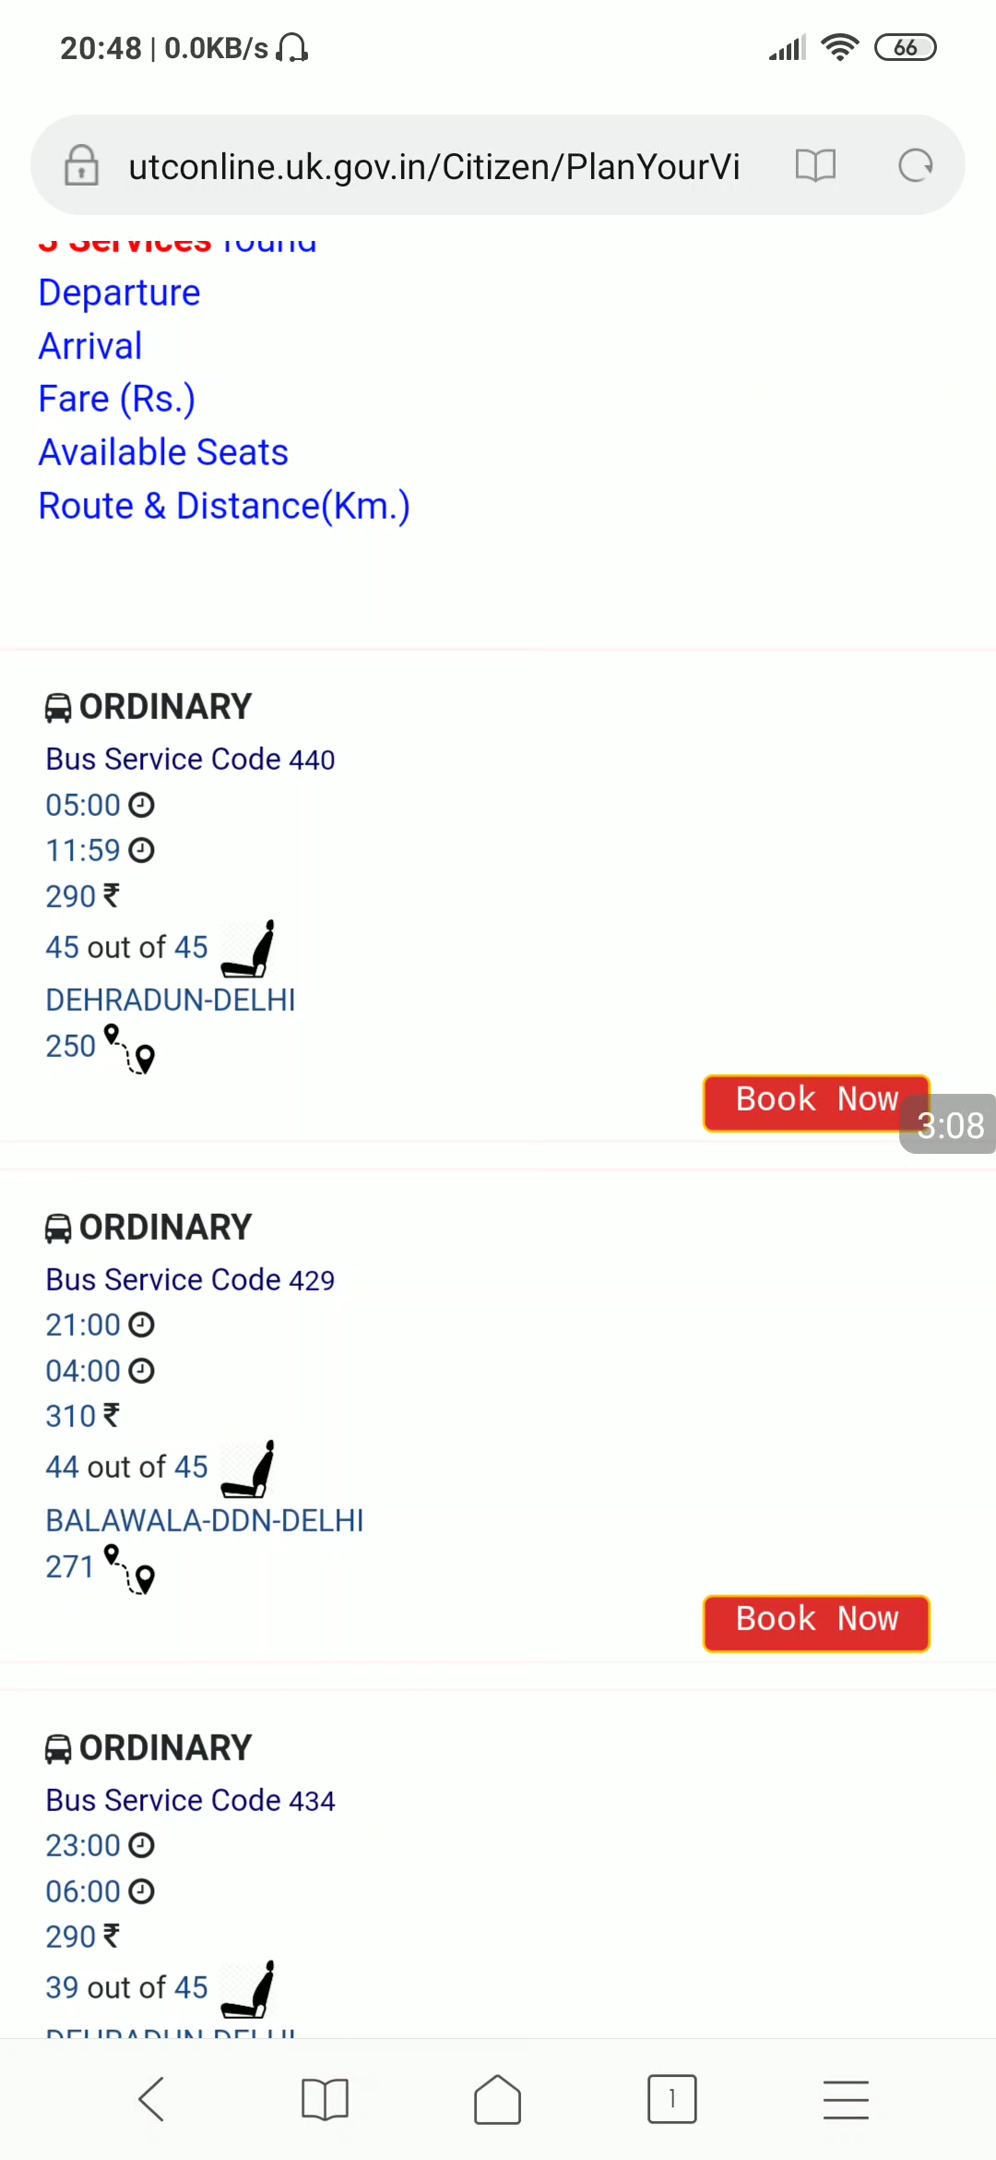 20:48 | 0.0KB/s
66
utconline.uk.gov.in/Citizen/PlanYourVi
Services found
Departure
Arrival
Fare (Rs.)
Available Seats
Route & Distance(Km.)
ORDINARY
Bus Service Code 440
05:00
11:59
290 ₹
45 out of 45
DEHRADUN-DELHI
250
Book Now
3:08
ORDINARY
Bus Service Code 429
21:00
04:00
310 ₹
44 out of 45
BALAWALA-DDN-DELHI
271
Book Now
ORDINARY
Bus Service Code 434
23:00
06:00
290 ₹
39 out of 45
DEHRADUN-DELHI
1